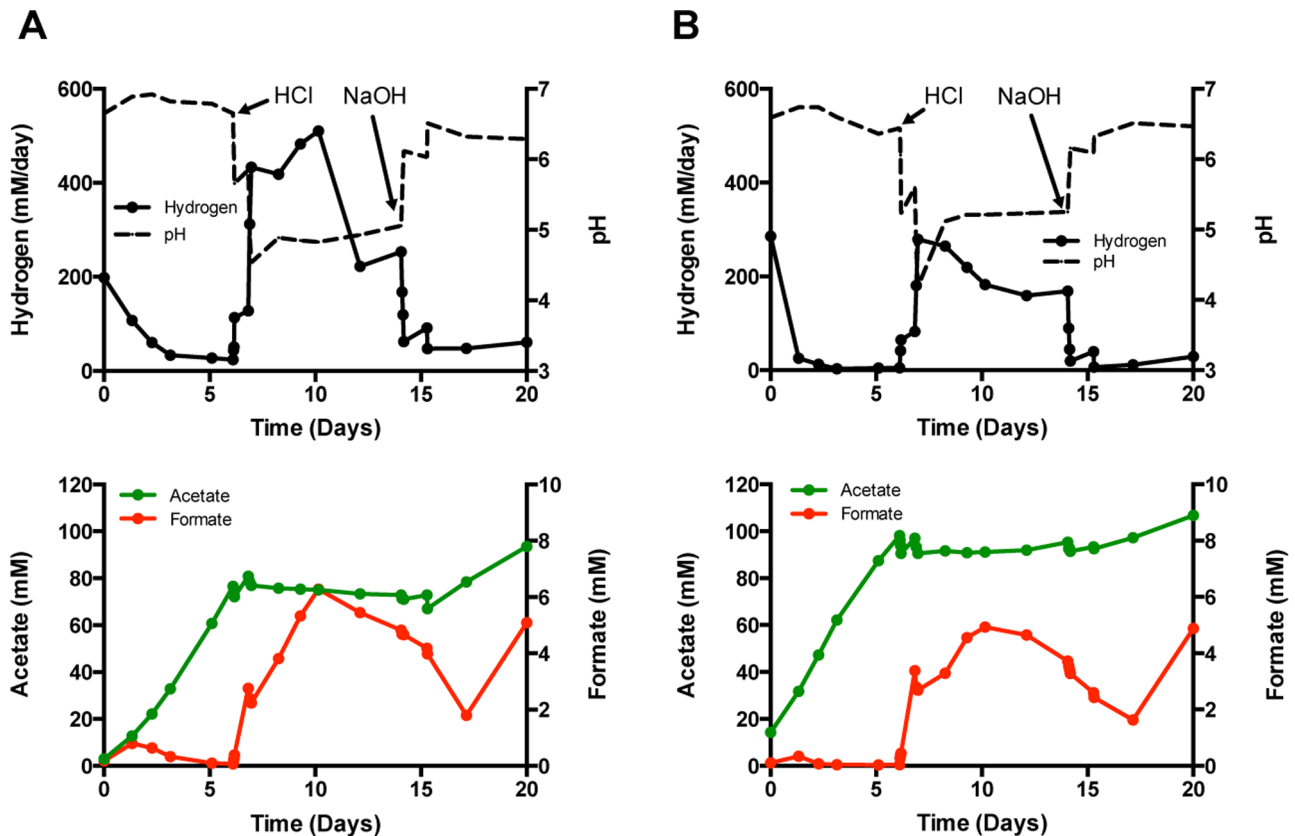 A
600
400
200
0
Hydrogen (mM/day)
HCl
NaOH
Hydrogen
pH
7
6
5
4
3
pH
0
5
10
15
20
Time (Days)
B
600
400
200
0
Hydrogen (mM/day)
HCl
NaOH
Hydrogen
pH
7
6
5
4
3
pH
0
5
10
15
20
Time (Days)
120
100
80
60
40
20
0
Acetate (mM)
Acetate
Formate
10
8
6
4
2
0
Formate (mM)
0
5
10
15
20
Time (Days)
120
100
80
60
40
20
0
Acetate (mM)
Acetate
Formate
10
8
6
4
2
0
Formate (mM)
0
5
10
15
20
Time (Days)